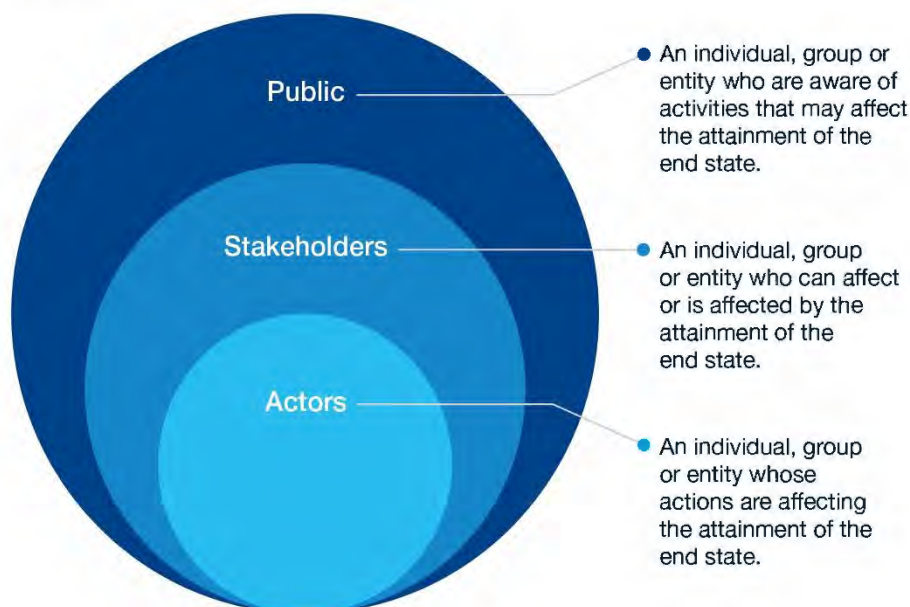 Public
An individual, group or
entity who are aware of
activities that may affect
the attainment of the
end state.
Stakeholders
An individual, group
or entity who can affect
or is affected by the
attainment of the
end state.
Actors
An individual, group
or entity whose
actions are affecting
the attainment of the
end state.